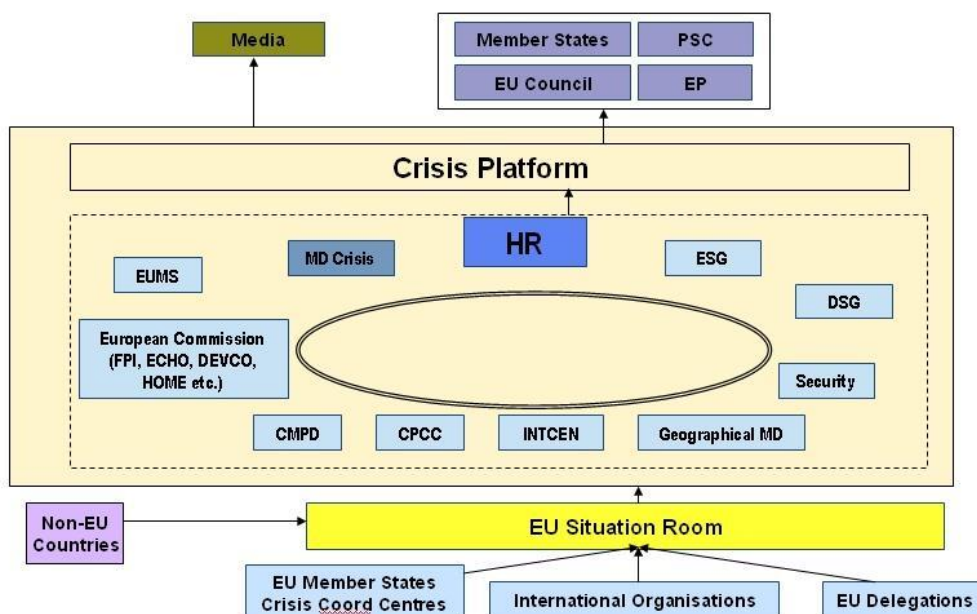 Media
Member States
PSC
EU Council
EP
Crisis Platform
HR
MD Crisis
ESG
EUMS
DSG
European Commission
(FPI, ECHO, DEVCO,
HOME etc.)
Security
CMPD
CPCC
INTCEN
Geographical MD
Non-EU
Countries
EU Situation Room
EU Member States
Crisis Coord Centres
International Organisations
EU Delegations